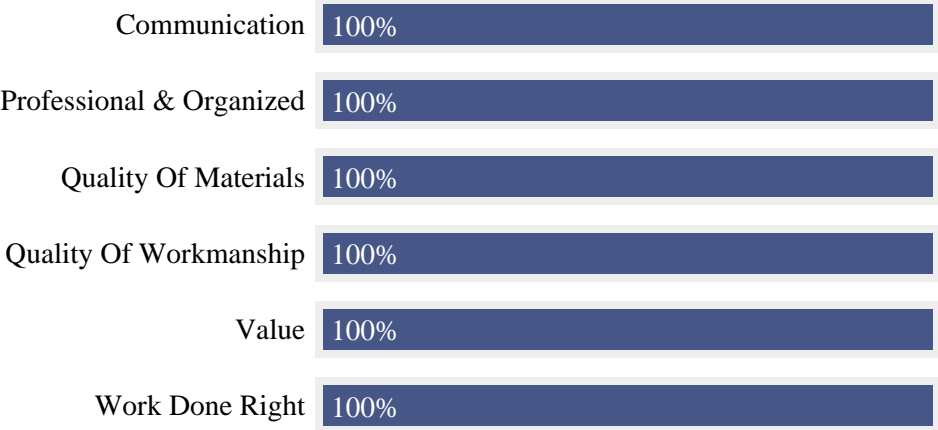 Communication 100%
Professional & Organized 100%
Quality Of Materials 100%
Quality Of Workmanship 100%
Value 100%
Work Done Right 100%